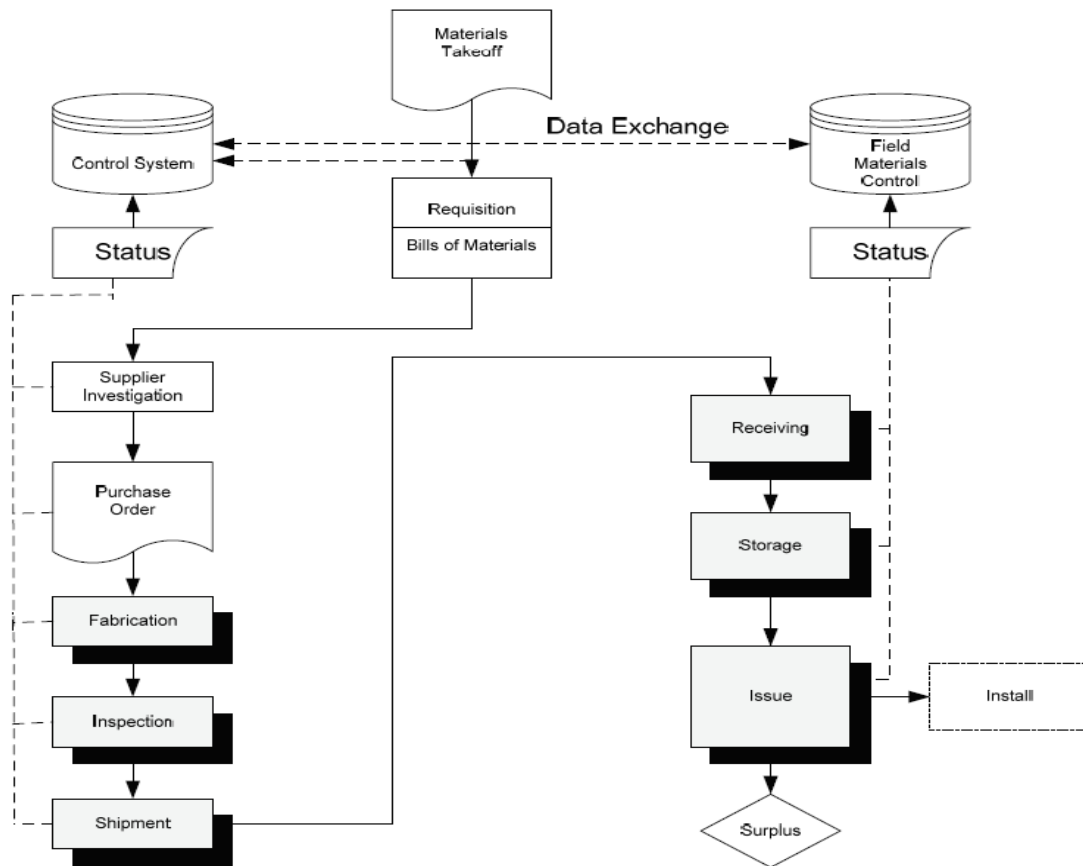 Materials
Takeoff
Data Exchange
Control System
Field
Materials
Control
Requisition
Bills of Materials
Status
Status
Supplier
Investigation
Receiving
Purchase
Order
Storage
Fabrication
Issue
Install
Inspection
Shipment
Surplus